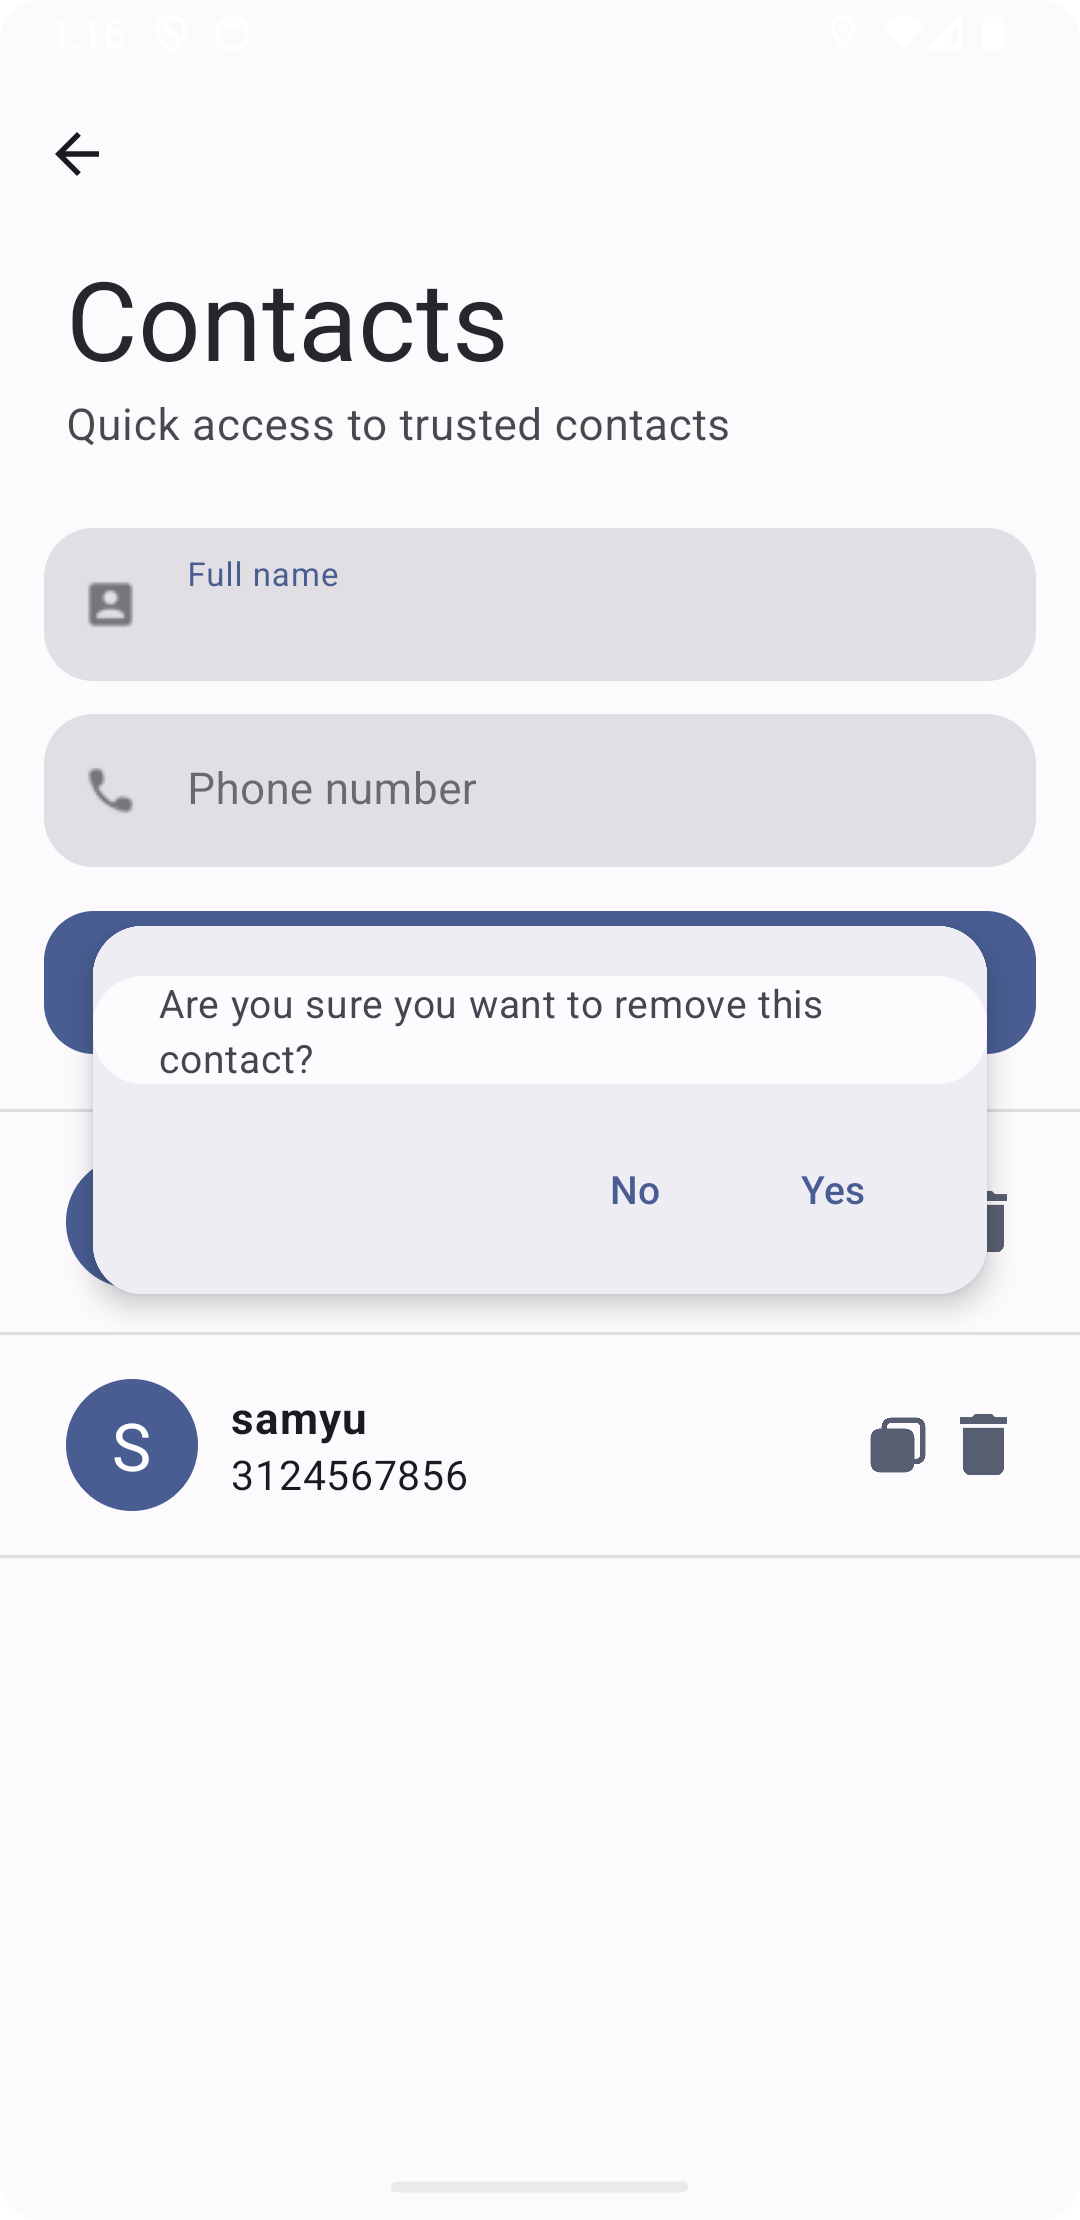 1:16
Contacts
Quick access to trusted contacts
Full name
Phone number
Are you sure you want to remove this
contact?
No Yes
S
samyu
3124567856